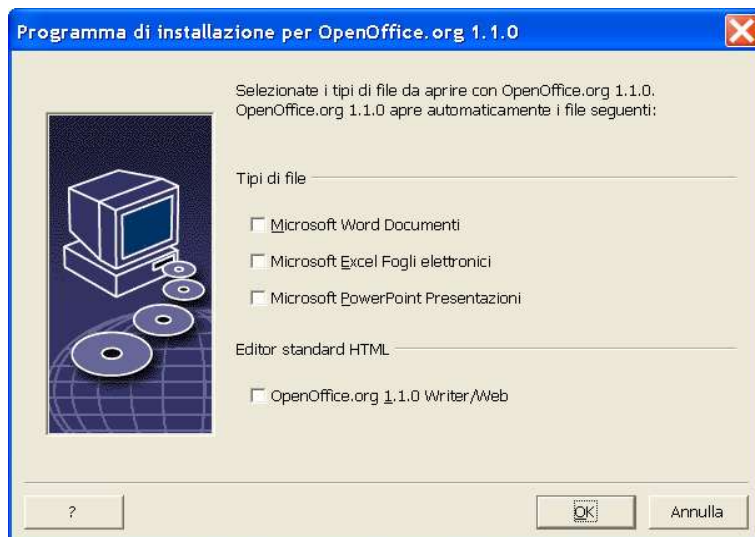 Programma di installazione per OpenOffice.org 1.1.0
Selezionate i tipi di file da aprire con OpenOffice.org 1.1.0.
OpenOffice.org 1.1.0 apre automaticamente i file seguenti:
Tipi di file
Microsoft Word Documenti
Microsoft Excel Fogli elettronici
Microsoft PowerPoint Presentazioni
Editor standard HTML
OpenOffice.org 1.1.0 Writer/Web
? OK Annulla